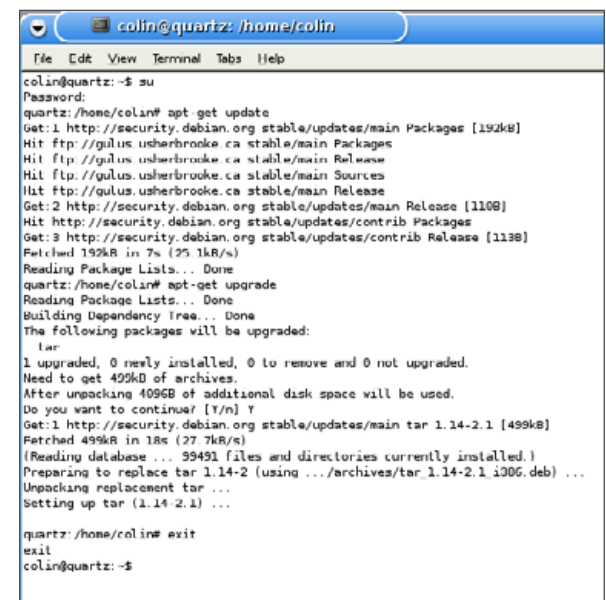 colin@quartz: /home/colin
File Edit View Terminal Tabs Help
colin@quartz:~$ su
Password:
quartz:/home/colin# apt-get update
Get:1 http://security.debian.org stable/updates/main Packages [192kB]
Hit ftp://gulus.usherbrooke.ca stable/main Packages
Hit ftp://gulus.usherbrooke.ca stable/main Release
Hit ftp://gulus.usherbrooke.ca stable/main Sources
Hit ftp://gulus.usherbrooke.ca stable/main Release
Get:2 http://security.debian.org stable/updates/main Release [110B]
Hit http://security.debian.org stable/updates/contrib Packages
Get:3 http://security.debian.org stable/updates/contrib Release [113B]
Fetched 192kB in 7s (25.1kB/s)
Reading Package Lists... Done
quartz:/home/colin# apt-get upgrade
Reading Package Lists... Done
Building Dependency Tree... Done
The following packages will be upgraded:
tar
1 upgraded, 0 newly installed, 0 to remove and 0 not upgraded.
Need to get 499kB of archives.
After unpacking 4096B of additional disk space will be used.
Do you want to continue? [Y/n] Y
Get:1 http://security.debian.org stable/updates/main tar 1.14-2.1 [499kB]
Fetched 499kB in 18s (27.7kB/s)
(Reading database ... 99491 files and directories currently installed.)
Preparing to replace tar 1.14-2 (using .../archives/tar_1.14-2.1_i386.deb) ...
Unpacking replacement tar ...
Setting up tar (1.14-2.1) ...
quartz:/home/colin# exit
exit
colin@quartz:~$